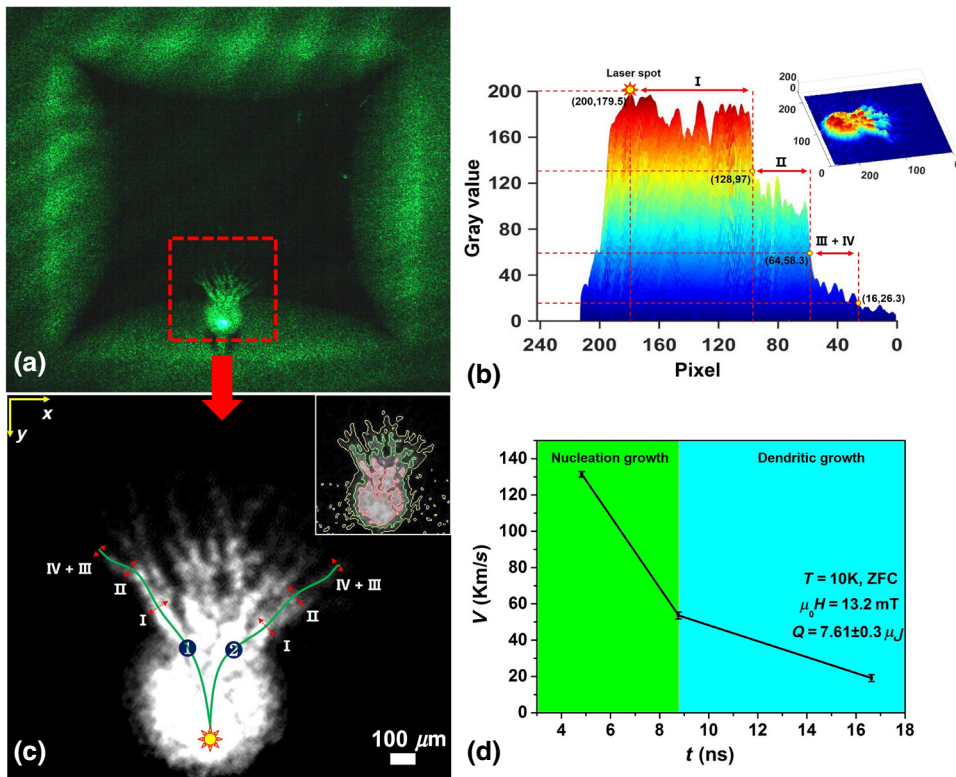 (a)
Laser spot
(200,179.5)
I
(128,97)
II
(64,58.3)
III + IV
(16,26.3)
200
160
120
80
40
0
Gray value
240
200
160
120
80
40
0
Pixel
200
100
0
200
100
0
200
100
0
(b)
x
y
IV + III
II
I
1
2
IV + III
II
I
100 μm
(c)
Nucleation growth
Dendritic growth
T = 10K, ZFC
μ0H = 13.2 mT
Q = 7.61±0.3 μJ
150
140
120
100
80
60
40
20
0
V (Km/s)
4
6
8
10
12
14
16
18
t (ns)
(d)